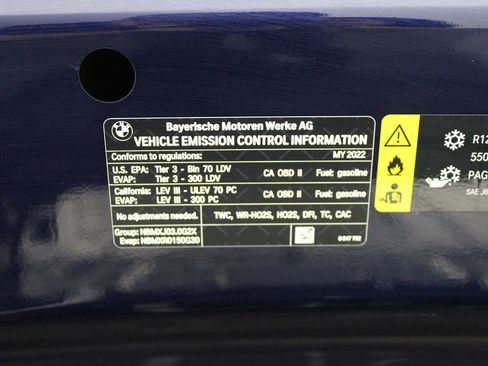 BMW
Bayerische Motoren Werke AG
VEHICLE EMISSION CONTROL INFORMATION
Conforms to regulations: MY 2022
U.S. EPA: Tier 3 - Bin 70 LDV CA OBD II Fuel: gasoline
EVAP: Tier 3 - 300 LDV
California: LEV III - ULEV 70 PC CA OBD II Fuel: gasoline
EVAP: LEV III - 300 PC
No adjustments needed. TWC, WR-HO2S, HO2S, DFI, TC, CAC
Group: NBMXJ03.0G2X
Evap: NBMXR0150G30
R12
550
PAG
SAE J6